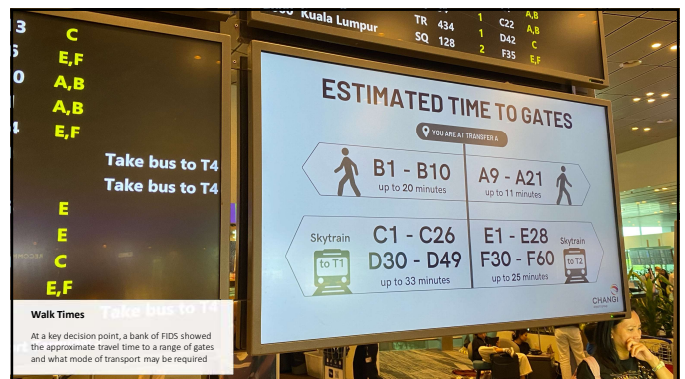 3 C
E,F
0 A,B
A,B
4 E,F
Take bus to T4
Take bus to T4
E
E
C
E,F
Take bus to T4
Kuala Lumpur TR 434 1 C22 A,B
SQ 128 1 D42 C
2 F35 E,F
A,B
ESTIMATED TIME TO GATES
YOU ARE AT TRANSFER A
B1 - B10
up to 20 minutes
A9 - A21
up to 11 minutes
Skytrain
to T1
C1 - C26
D30 - D49
up to 33 minutes
E1 - E28
F30 - F60
up to 25 minutes
Skytrain
to T2
CHANGI
Walk Times
At a key decision point, a bank of FIDS showed
the approximate travel time to a range of gates
and what mode of transport may be required